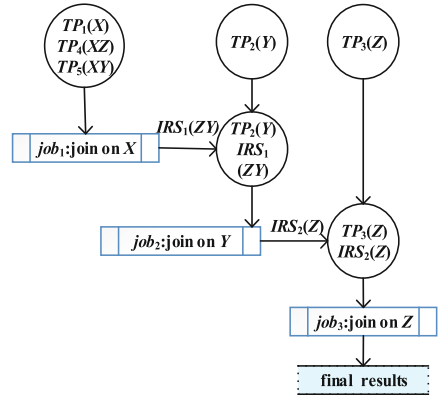 TP₁(X)
TP₄(XZ)
TP₅(XY)
TP₂(Y)
TP₃(Z)
job₁:join on X
IRS₁(ZY)
TP₂(Y)
IRS₁
(ZY)
job₂:join on Y
IRS₂(Z)
TP₃(Z)
IRS₂(Z)
job₃:join on Z
final results